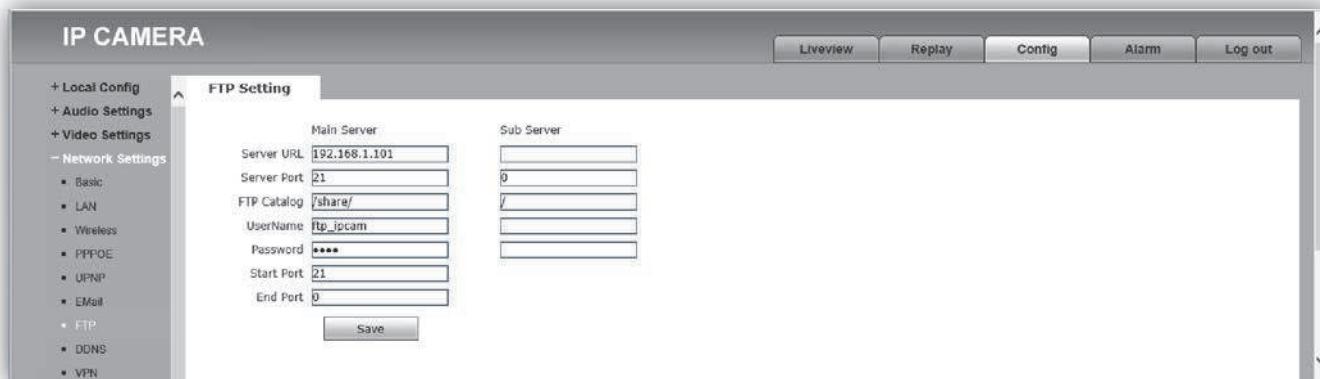 IP CAMERA
Liveview Replay Config Alarm Log out
+ Local Config
+ Audio Settings
+ Video Settings
− Network Settings
▪ Basic
▪ LAN
▪ Wireless
▪ PPPOE
▪ UPNP
▪ EMail
▪ FTP
▪ DDNS
▪ VPN
FTP Setting
Main Server Sub Server
Server URL 192.168.1.101
Server Port 21 0
FTP Catalog /share/ /
UserName ftp_ipcam
Password ••••
Start Port 21
End Port 0
Save